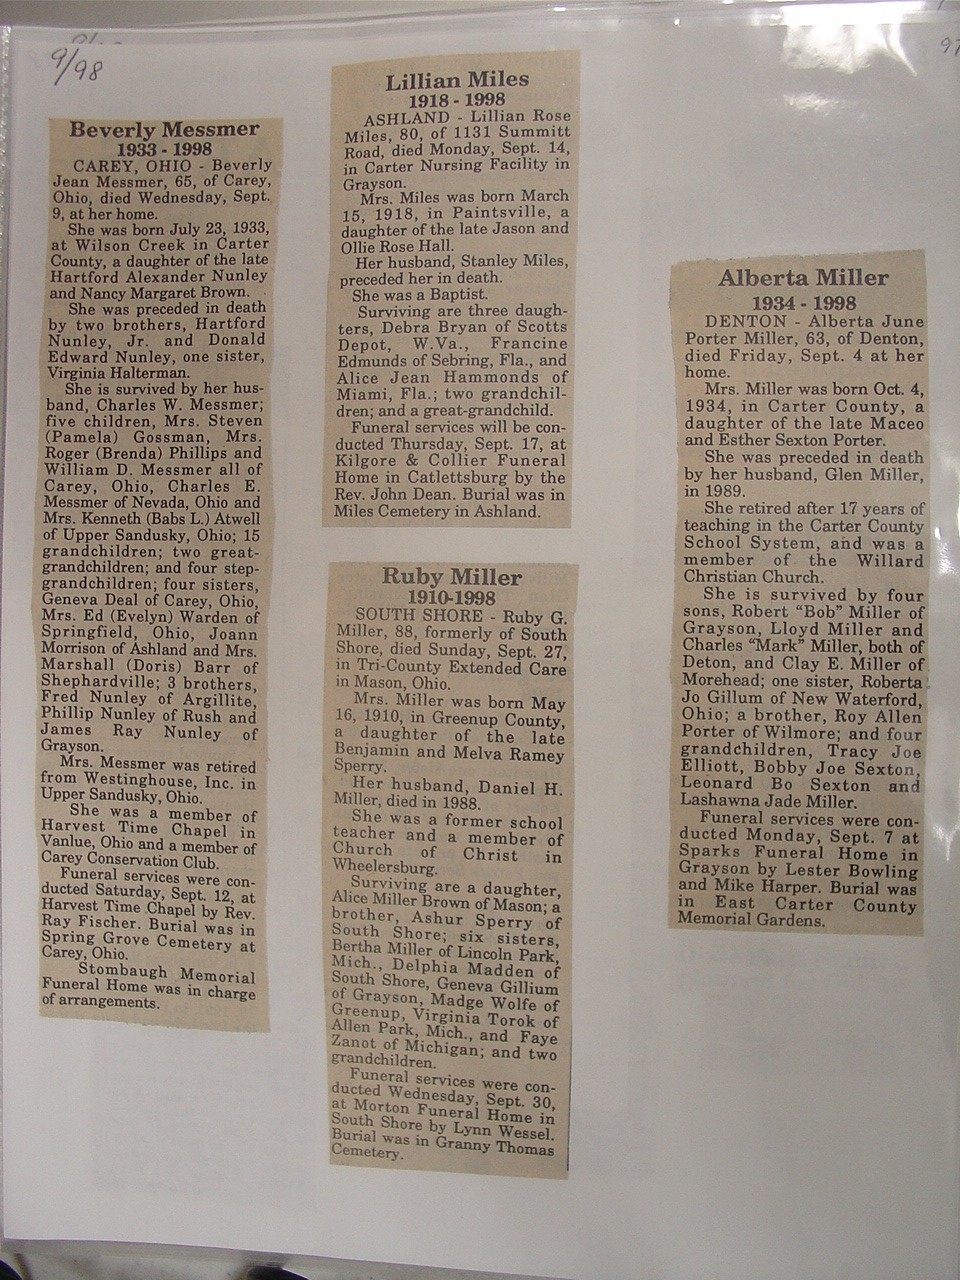 9/98
97
Beverly Messmer
1933 - 1998
CAREY, OHIO - Beverly
Jean Messmer, 65, of Carey,
Ohio, died Wednesday, Sept.
9, at her home.
She was born July 23, 1933,
at Wilson Creek in Carter
County, a daughter of the late
Hartford Alexander Nunley
and Nancy Margaret Brown.
She was preceded in death
by two brothers, Hartford
Nunley, Jr. and Donald
Edward Nunley, one sister,
Virginia Halterman.
She is survived by her hus-
band, Charles W. Messmer;
five children, Mrs. Steven
(Pamela) Gossman, Mrs.
Roger (Brenda) Phillips and
William D. Messmer all of
Carey, Ohio, Charles E.
Messmer of Nevada, Ohio and
Mrs. Kenneth (Babs L.) Atwell
of Upper Sandusky, Ohio; 15
grandchildren; two great-
grandchildren; and four step-
grandchildren; four sisters,
Geneva Deal of Carey, Ohio,
Mrs. Ed (Evelyn) Warden of
Springfield, Ohio, Joann
Morrison of Ashland and Mrs.
Marshall (Doris) Barr of
Shephardville; 3 brothers,
Fred Nunley of Argillite,
Phillip Nunley of Rush and
James Ray Nunley of
Grayson.
Mrs. Messmer was retired
from Westinghouse, Inc. in
Upper Sandusky, Ohio.
She was a member of
Harvest Time Chapel in
Vanlue, Ohio and a member of
Carey Conservation Club.
Funeral services were con-
ducted Saturday, Sept. 12, at
Harvest Time Chapel by Rev.
Ray Fischer. Burial was in
Spring Grove Cemetery at
Carey, Ohio.
Stombaugh Memorial
Funeral Home was in charge
of arrangements.
Lillian Miles
1918 - 1998
ASHLAND - Lillian Rose
Miles, 80, of 1131 Summitt
Road, died Monday, Sept. 14,
in Carter Nursing Facility in
Grayson.
Mrs. Miles was born March
15, 1918, in Paintsville, a
daughter of the late Jason and
Ollie Rose Hall.
Her husband, Stanley Miles,
preceded her in death.
She was a Baptist.
Surviving are three daugh-
ters, Debra Bryan of Scotts
Depot, W.Va., Francine
Edmunds of Sebring, Fla., and
Alice Jean Hammonds of
Miami, Fla.; two grandchil-
dren; and a great-grandchild.
Funeral services will be con-
ducted Thursday, Sept. 17, at
Kilgore & Collier Funeral
Home in Catlettsburg by the
Rev. John Dean. Burial was in
Miles Cemetery in Ashland.
Ruby Miller
1910-1998
SOUTH SHORE - Ruby G.
Miller, 88, formerly of South
Shore, died Sunday, Sept. 27,
in Tri-County Extended Care
in Mason, Ohio.
Mrs. Miller was born May
16, 1910, in Greenup County,
a daughter of the late
Benjamin and Melva Ramey
Sperry.
Her husband, Daniel H.
Miller, died in 1988.
She was a former school
teacher and a member of
Church of Christ in
Wheelersburg.
Surviving are a daughter,
Alice Miller Brown of Mason; a
brother, Ashur Sperry of
South Shore; six sisters,
Bertha Miller of Lincoln Park,
Mich., Delphia Madden of
South Shore, Geneva Gillium
of Grayson, Madge Wolfe of
Greenup, Virginia Torok of
Allen Park, Mich., and Faye
Zanot of Michigan; and two
grandchildren.
Funeral services were con-
ducted Wednesday, Sept. 30,
at Morton Funeral Home in
South Shore by Lynn Wessel.
Burial was in Granny Thomas
Cemetery.
Alberta Miller
1934 - 1998
DENTON - Alberta June
Porter Miller, 63, of Denton,
died Friday, Sept. 4 at her
home.
Mrs. Miller was born Oct. 4,
1934, in Carter County, a
daughter of the late Maceo
and Esther Sexton Porter.
She was preceded in death
by her husband, Glen Miller,
in 1989.
She retired after 17 years of
teaching in the Carter County
School System, and was a
member of the Willard
Christian Church.
She is survived by four
sons, Robert “Bob” Miller of
Grayson, Lloyd Miller and
Charles “Mark” Miller, both of
Deton, and Clay E. Miller of
Morehead; one sister, Roberta
Jo Gillum of New Waterford,
Ohio; a brother, Roy Allen
Porter of Wilmore; and four
grandchildren, Tracy Joe
Elliott, Bobby Joe Sexton,
Leonard Bo Sexton and
Lashawna Jade Miller.
Funeral services were con-
ducted Monday, Sept. 7 at
Sparks Funeral Home in
Grayson by Lester Bowling
and Mike Harper. Burial was
in East Carter County
Memorial Gardens.